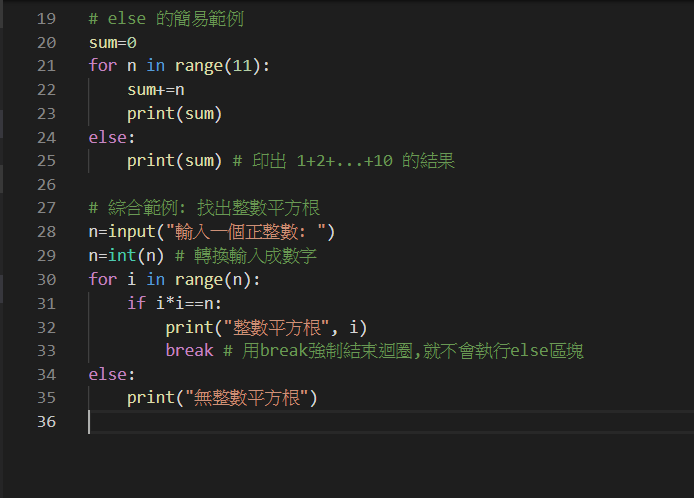 19 # else 的簡易範例
20 sum=0
21 for n in range(11):
22     sum+=n
23     print(sum)
24 else:
25     print(sum) # 印出 1+2+...+10 的結果
26
27 # 綜合範例: 找出整數平方根
28 n=input("輸入一個正整數: ")
29 n=int(n) # 轉換輸入成數字
30 for i in range(n):
31     if i*i==n:
32         print("整數平方根", i)
33         break # 用break強制結束迴圈,就不會執行else區塊
34 else:
35     print("無整數平方根")
36